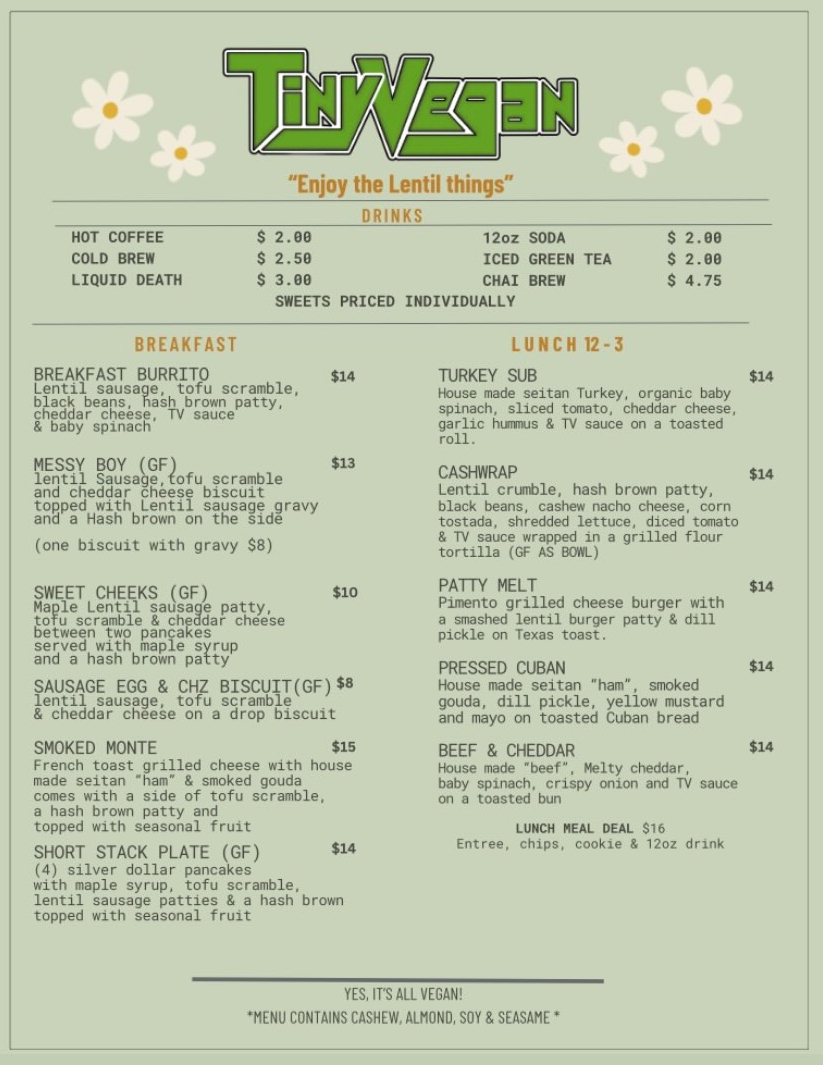 TinyVegan
“Enjoy the Lentil things”
DRINKS
HOT COFFEE $ 2.00
COLD BREW $ 2.50
LIQUID DEATH $ 3.00
12oz SODA $ 2.00
ICED GREEN TEA $ 2.00
CHAI BREW $ 4.75
SWEETS PRICED INDIVIDUALLY
BREAKFAST
BREAKFAST BURRITO $14
Lentil sausage, tofu scramble,
black beans, hash brown patty,
cheddar cheese, TV sauce
& baby spinach
MESSY BOY (GF) $13
lentil Sausage,tofu scramble
and cheddar cheese biscuit
topped with Lentil sausage gravy
and a Hash brown on the side
(one biscuit with gravy $8)
SWEET CHEEKS (GF) $10
Maple Lentil sausage patty,
tofu scramble & cheddar cheese
between two pancakes
served with maple syrup
and a hash brown patty
SAUSAGE EGG & CHZ BISCUIT(GF) $8
lentil sausage, tofu scramble
& cheddar cheese on a drop biscuit
SMOKED MONTE $15
French toast grilled cheese with house
made seitan “ham” & smoked gouda
comes with a side of tofu scramble,
a hash brown patty and
topped with seasonal fruit
SHORT STACK PLATE (GF) $14
(4) silver dollar pancakes
with maple syrup, tofu scramble,
lentil sausage patties & a hash brown
topped with seasonal fruit
LUNCH 12-3
TURKEY SUB $14
House made seitan Turkey, organic baby
spinach, sliced tomato, cheddar cheese,
garlic hummus & TV sauce on a toasted
roll.
CASHWRAP $14
Lentil crumble, hash brown patty,
black beans, cashew nacho cheese, corn
tostada, shredded lettuce, diced tomato
& TV sauce wrapped in a grilled flour
tortilla (GF AS BOWL)
PATTY MELT $14
Pimento grilled cheese burger with
a smashed lentil burger patty & dill
pickle on Texas toast.
PRESSED CUBAN $14
House made seitan “ham”, smoked
gouda, dill pickle, yellow mustard
and mayo on toasted Cuban bread
BEEF & CHEDDAR $14
House made “beef”, Melty cheddar,
baby spinach, crispy onion and TV sauce
on a toasted bun
LUNCH MEAL DEAL $16
Entree, chips, cookie & 12oz drink
YES, IT’S ALL VEGAN!
*MENU CONTAINS CASHEW, ALMOND, SOY & SEASAME *